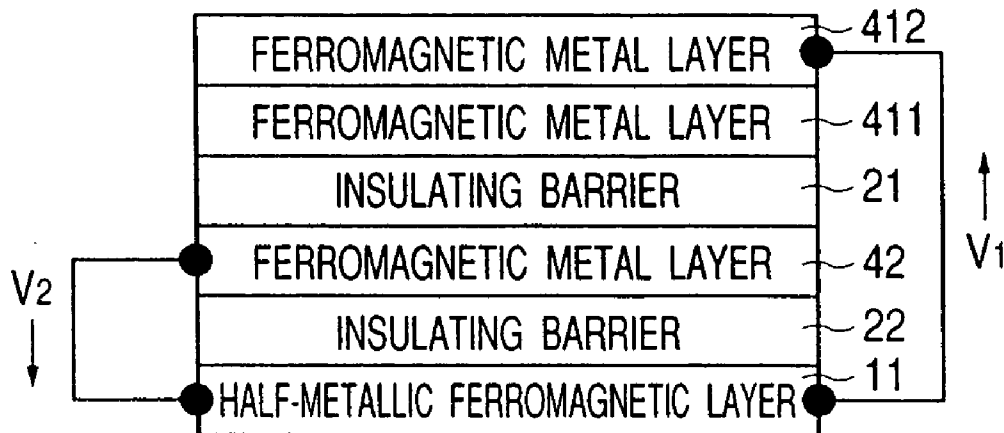 FERROMAGNETIC METAL LAYER 412
FERROMAGNETIC METAL LAYER 411
INSULATING BARRIER 21
V1
FERROMAGNETIC METAL LAYER 42
V2
INSULATING BARRIER 22
HALF-METALLIC FERROMAGNETIC LAYER 11